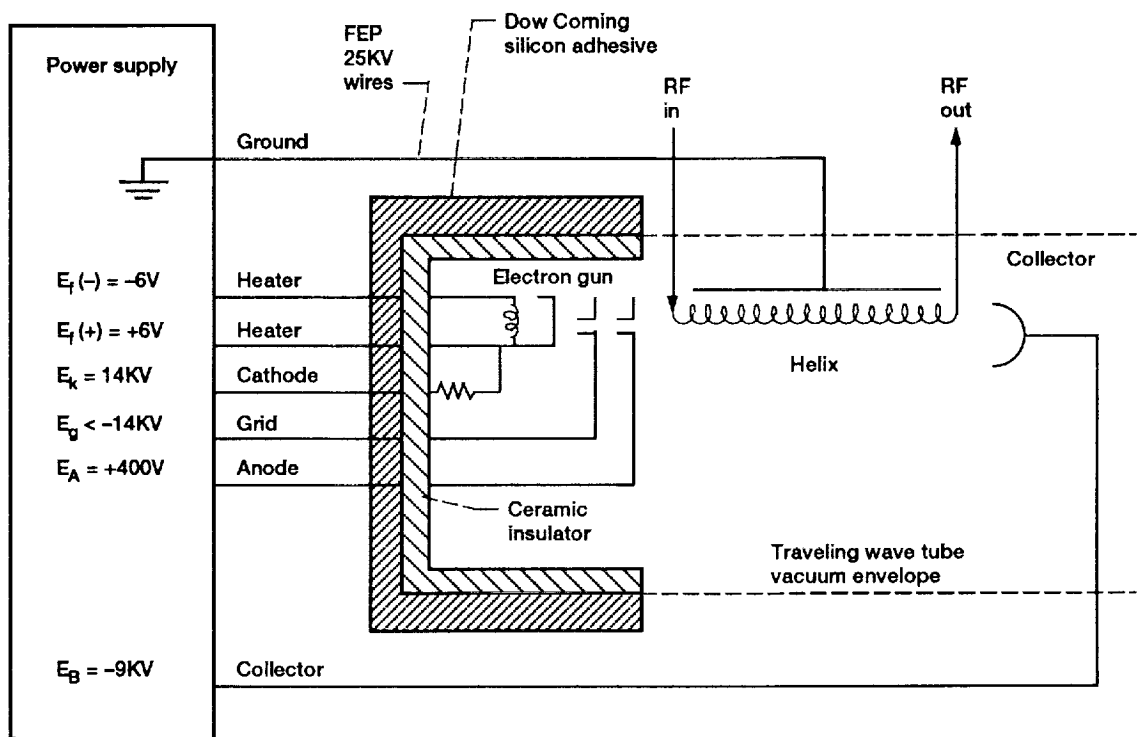 Dow Corning
silicon adhesive
FEP
25KV
wires
Power supply
RF
in
RF
out
Ground
Collector
Electron gun
E_f (–) = –6V
Heater
E_f (+) = +6V
Heater
Helix
E_k = 14KV
Cathode
E_g < –14KV
Grid
E_A = +400V
Anode
Ceramic
insulator
Traveling wave tube
vacuum envelope
E_B = –9KV
Collector